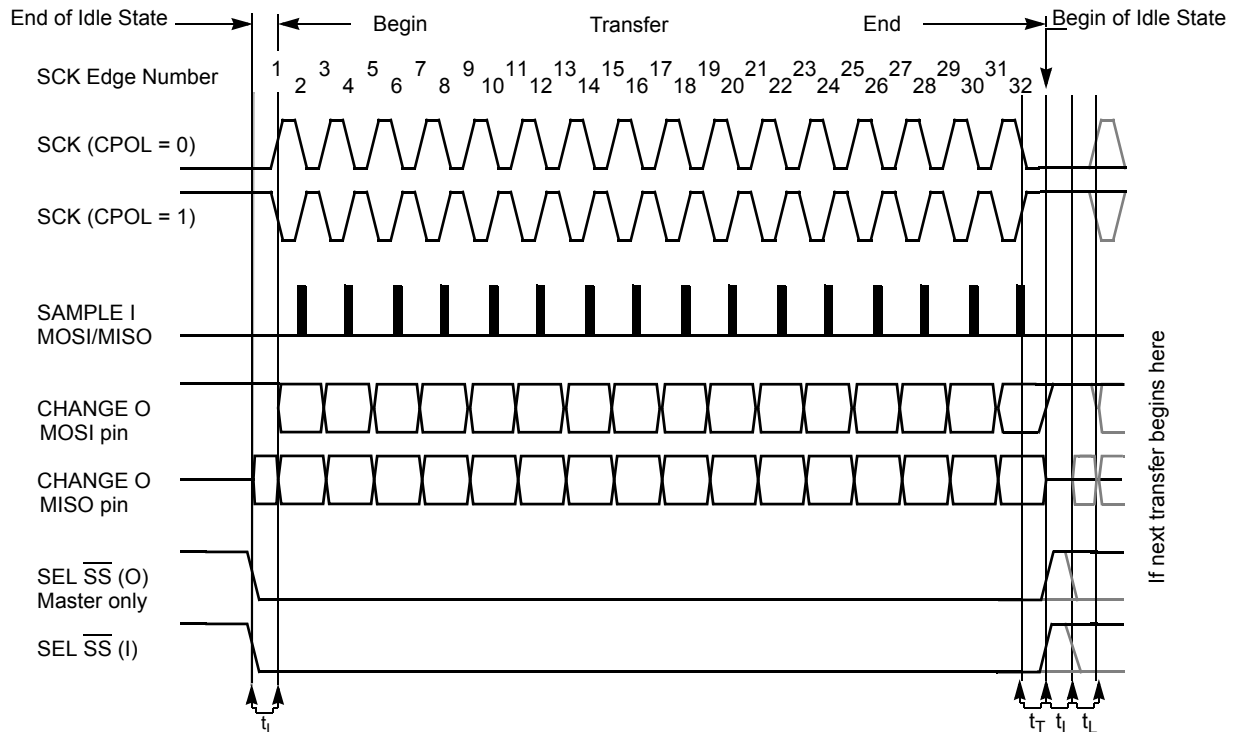 End of Idle State
Begin
Transfer
End
Begin of Idle State
SCK Edge Number
1 3 5 7 9 11 13 15 17 19 21 23 25 27 29 31
2 4 6 8 10 12 14 16 18 20 22 24 26 28 30 32
SCK (CPOL = 0)
SCK (CPOL = 1)
SAMPLE I
MOSI/MISO
CHANGE O
MOSI pin
CHANGE O
MISO pin
SEL SS (O)
Master only
SEL SS (I)
tL
tT tI tL
If next transfer begins here